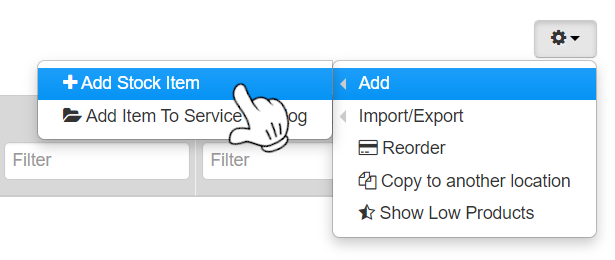 Add Stock Item
Add Item To Service og
Filter
Filter
Add
Import/Export
Reorder
Copy to another location
Show Low Products